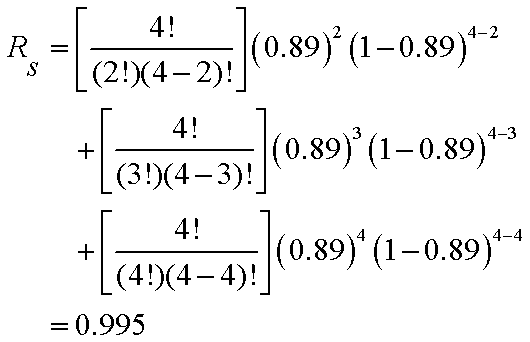 R_s = [4!/((2!)(4−2)!)](0.89)^2 (1−0.89)^{4−2}
+ [4!/((3!)(4−3)!)](0.89)^3 (1−0.89)^{4−3}
+ [4!/((4!)(4−4)!)](0.89)^4 (1−0.89)^{4−4}
= 0.995